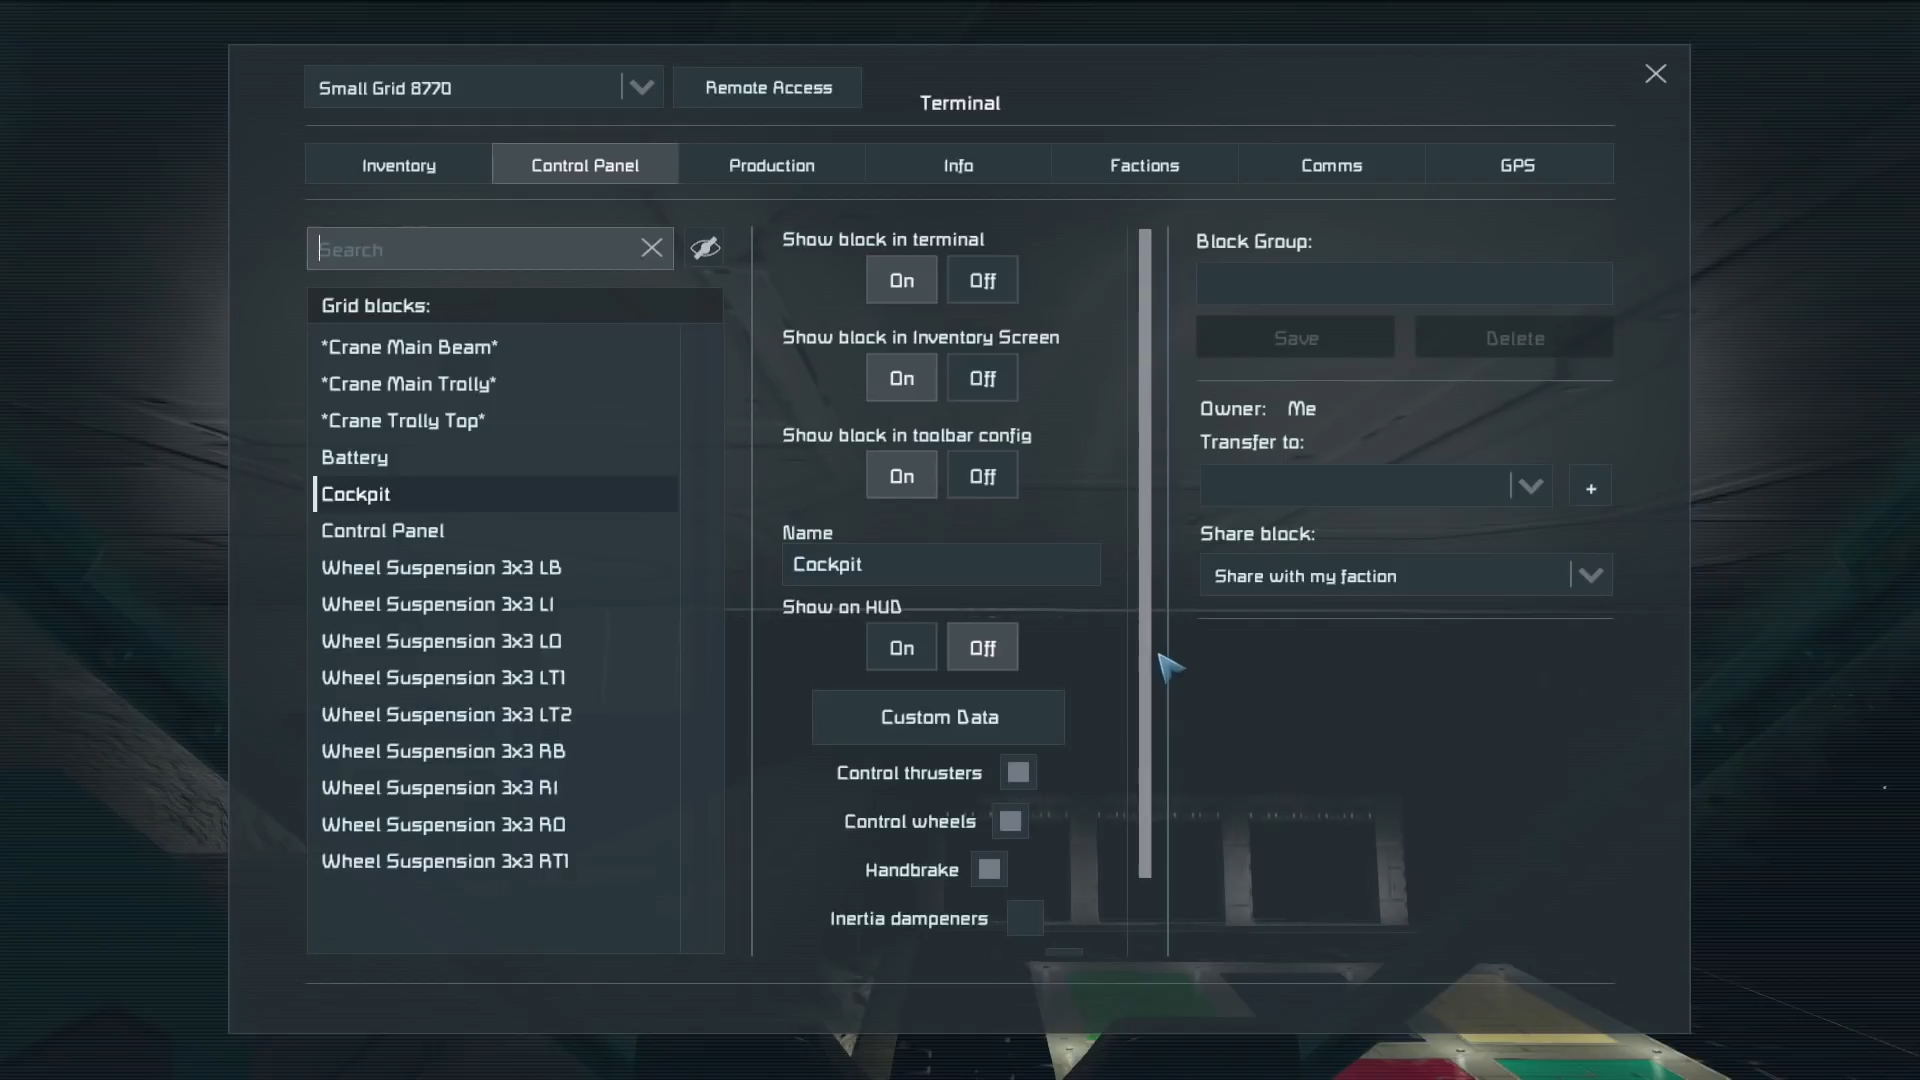 Small Grid 8770
Remote Access
Terminal
Inventory
Control Panel
Production
Info
Factions
Comms
GPS
Search
Grid blocks:
*Crane Main Beam*
*Crane Main Trolly*
*Crane Trolly Top*
Battery
Cockpit
Control Panel
Wheel Suspension 3x3 LB
Wheel Suspension 3x3 LI
Wheel Suspension 3x3 LO
Wheel Suspension 3x3 LT1
Wheel Suspension 3x3 LT2
Wheel Suspension 3x3 RB
Wheel Suspension 3x3 RI
Wheel Suspension 3x3 RO
Wheel Suspension 3x3 RT1
Show block in terminal
On Off
Show block in Inventory Screen
On Off
Show block in toolbar config
On Off
Name
Cockpit
Show on HUD
On Off
Custom Data
Control thrusters
Control wheels
Handbrake
Inertia dampeners
Block Group:
Save
Delete
Owner: Me
Transfer to:
+
Share block:
Share with my faction